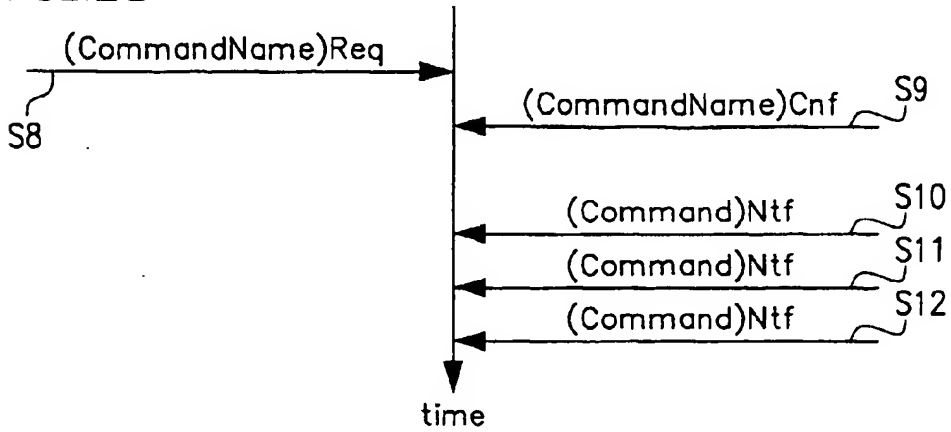 (CommandName)Req
(CommandName)Cnf
S9
S8
(Command)Ntf
S10
(Command)Ntf
S11
(Command)Ntf
S12
time